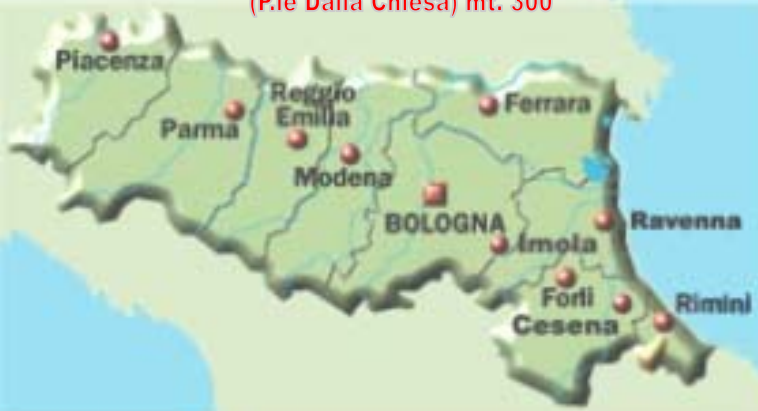 (P.le Dalla Chiesa) mt. 300
Piacenza
Parma
Reggio
Emilia
Modena
Ferrara
BOLOGNA
Imola
Ravenna
Forlì
Cesena
Rimini